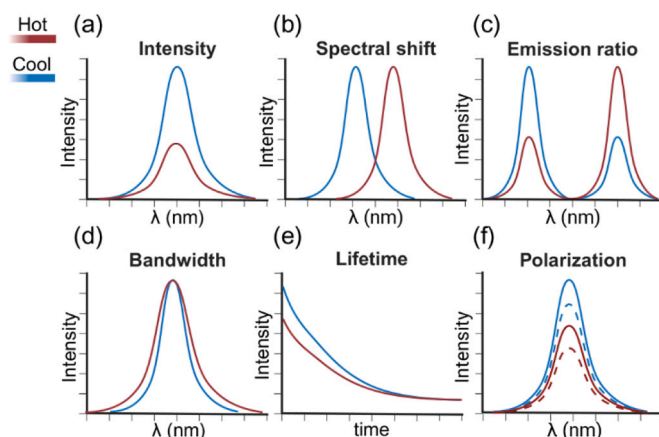 Hot
Cool
(a)
Intensity
Intensity
λ (nm)
(b)
Spectral shift
Intensity
λ (nm)
(c)
Emission ratio
Intensity
λ (nm)
(d)
Bandwidth
Intensity
λ (nm)
(e)
Lifetime
Intensity
time
(f)
Polarization
Intensity
λ (nm)